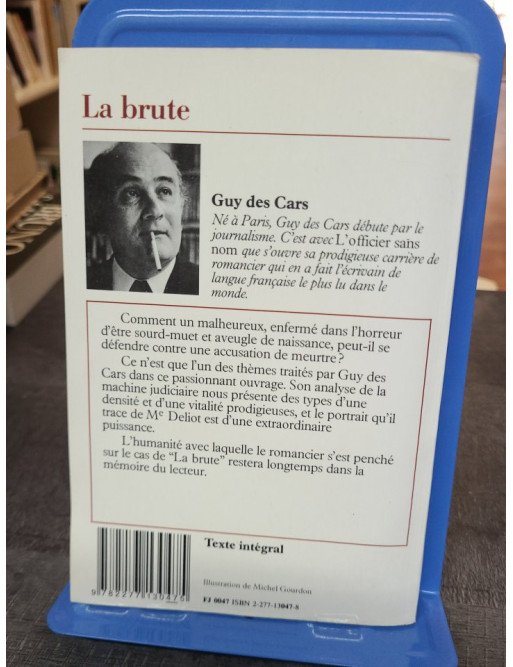 La brute
Guy des Cars
Né à Paris, Guy des Cars débute par le
journalisme. C'est avec L'officier sans
nom que s'ouvre sa prodigieuse carrière de
romancier qui en a fait l'écrivain de
langue française le plus lu dans le
monde.
Comment un malheureux, enfermé dans l'horreur
d'être sourd-muet et aveugle de naissance, peut-il se
défendre contre une accusation de meurtre ?
Ce n'est que l'un des thèmes traités par Guy des
Cars dans ce passionnant ouvrage. Son analyse de la
machine judiciaire nous présente des types d'une
densité et d'une vitalité prodigieuses, et le portrait qu'il
trace de Me Deliot est d'une extraordinaire
puissance.
L'humanité avec laquelle le romancier s'est penché
sur le cas de "La brute" restera longtemps dans la
mémoire du lecteur.
Texte intégral
9782277130475
Illustration de Michel Gourdon
FJ 0047 ISBN 2-277-13047-8